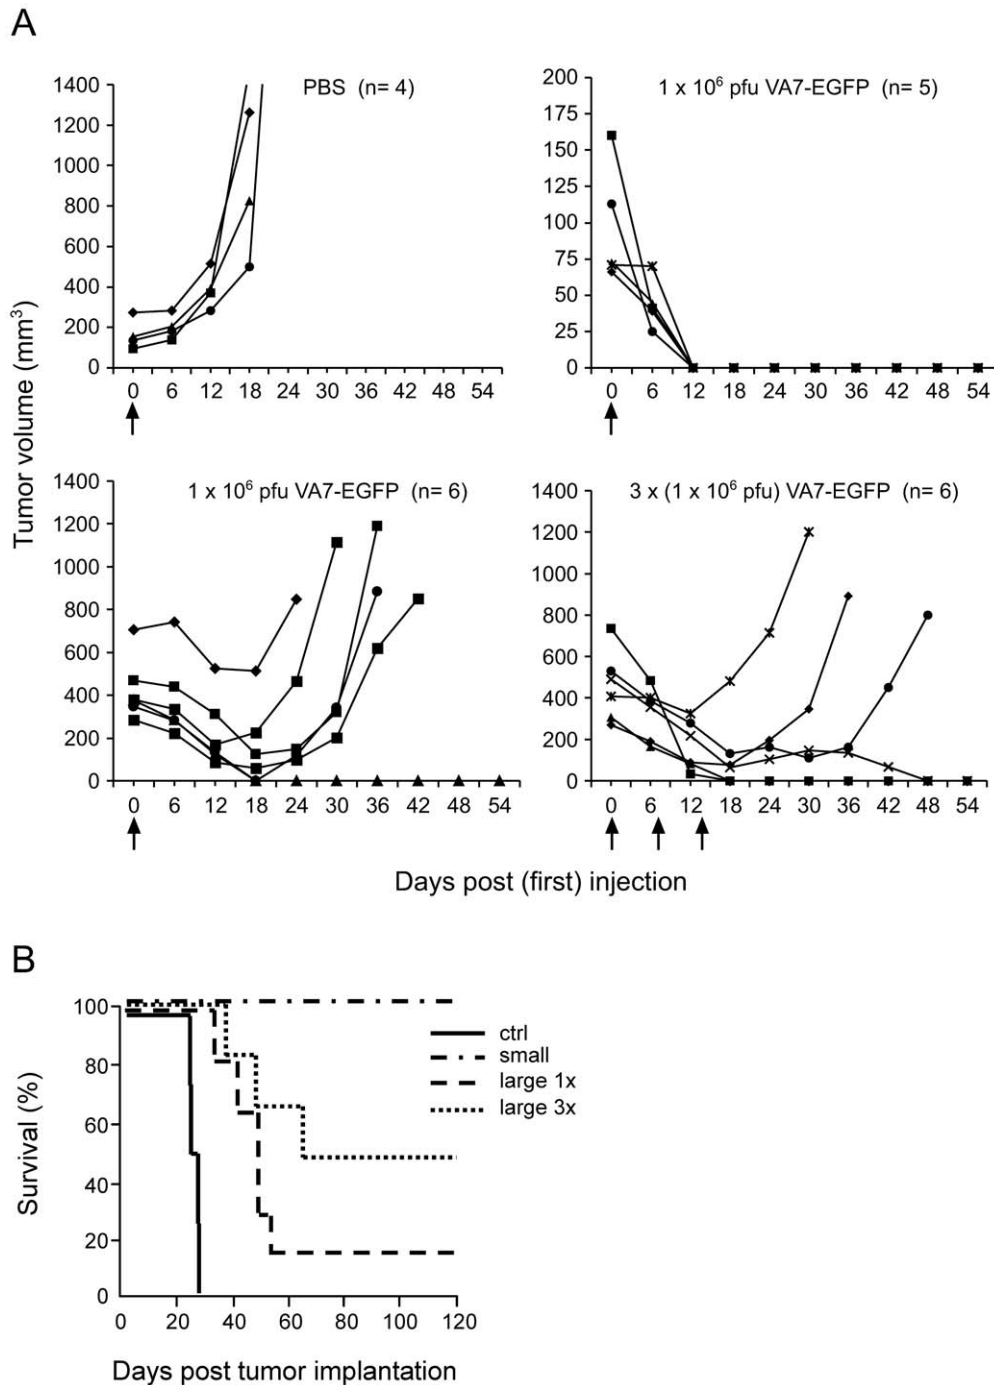 A
Tumor volume (mm³)
PBS (n= 4)
1400
1200
1000
800
600
400
200
0
0 6 12 18 24 30 36 42 48 54
1 x 10⁶ pfu VA7-EGFP (n= 5)
200
175
150
125
100
75
50
25
0
0 6 12 18 24 30 36 42 48 54
1 x 10⁶ pfu VA7-EGFP (n= 6)
1400
1200
1000
800
600
400
200
0
0 6 12 18 24 30 36 42 48 54
3 x (1 x 10⁶ pfu) VA7-EGFP (n= 6)
1400
1200
1000
800
600
400
200
0
0 6 12 18 24 30 36 42 48 54
Days post (first) injection
B
Survival (%)
100
80
60
40
20
0
0 20 40 60 80 100 120
ctrl
small
large 1x
large 3x
Days post tumor implantation